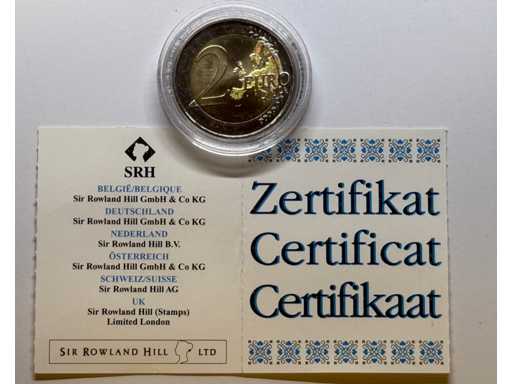 2 EURO
SRH
BELGIË/BELGIQUE
Sir Rowland Hill GmbH & Co KG
DEUTSCHLAND
Sir Rowland Hill GmbH & Co KG
NEDERLAND
Sir Rowland Hill B.V.
ÖSTERREICH
Sir Rowland Hill GmbH & Co KG
SCHWEIZ/SUISSE
Sir Rowland Hill AG
UK
Sir Rowland Hill (Stamps)
Limited London
SIR ROWLAND HILL LTD
Zertifikat
Certificat
Certifikaat